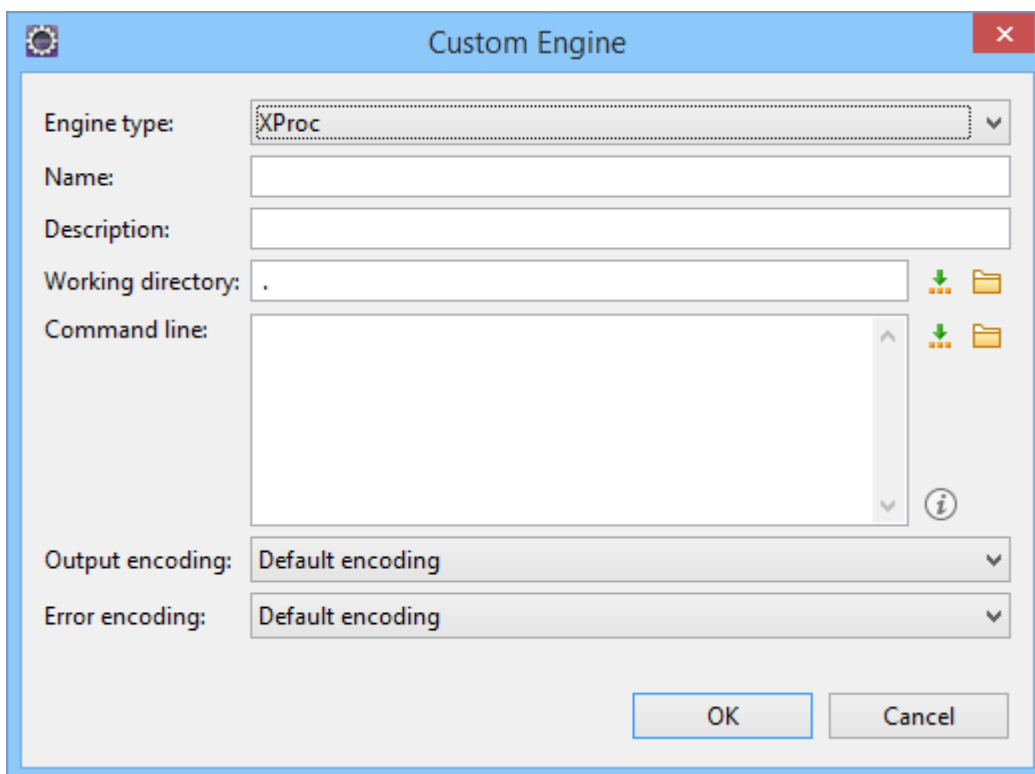 Custom Engine
Engine type: XProc
Name:
Description:
Working directory: .
Command line:
Output encoding: Default encoding
Error encoding: Default encoding
OK Cancel